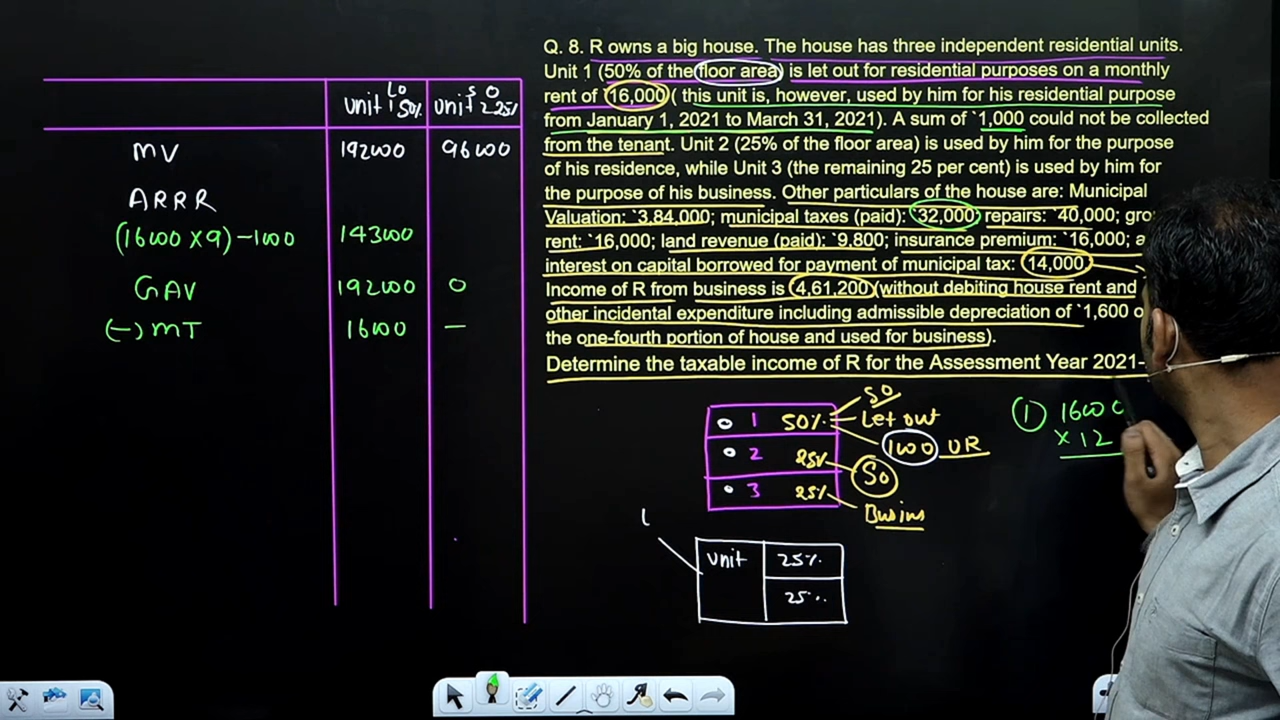 Q. 8. R owns a big house. The house has three independent residential units.
Unit 1 (50% of the floor area) is let out for residential purposes on a monthly
rent of `16,000 ( this unit is, however, used by him for his residential purpose
from January 1, 2021 to March 31, 2021). A sum of `1,000 could not be collected
from the tenant. Unit 2 (25% of the floor area) is used by him for the purpose
of his residence, while Unit 3 (the remaining 25 per cent) is used by him for
the purpose of his business. Other particulars of the house are: Municipal
Valuation: `3,84,000; municipal taxes (paid): `32,000; repairs: `40,000;
rent: `16,000; land revenue (paid): `9,800; insurance premium: `16,000;
interest on capital borrowed for payment of municipal tax: `14,000
Income of R from business is `4,61,200 (without debiting house rent and
other incidental expenditure including admissible depreciation of `1,600
the one-fourth portion of house and used for business).
Determine the taxable income of R for the Assessment Year 2021-
LO SO
Unit 1 50% Unit 2 25%
MV 192000 96000
ARRR
(16000 x 9) - 1000 143000
GAV 192000 0
(-) MT 16000 —
1 50% SO
Let out
1000 UR
2 25% SO
3 25% Busins
1 16000
x 12
unit 25%
25%